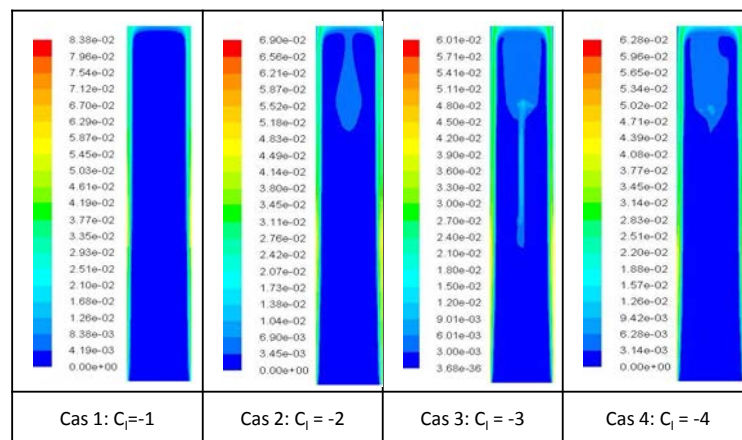 8.38e-02
7.96e-02
7.54e-02
7.12e-02
6.70e-02
6.29e-02
5.87e-02
5.45e-02
5.03e-02
4.61e-02
4.19e-02
3.77e-02
3.35e-02
2.93e-02
2.51e-02
2.10e-02
1.68e-02
1.26e-02
8.38e-03
4.19e-03
0.00e+00
Cas 1: Cₗ=-1
6.90e-02
6.56e-02
6.21e-02
5.87e-02
5.52e-02
5.18e-02
4.83e-02
4.49e-02
4.14e-02
3.80e-02
3.45e-02
3.11e-02
2.76e-02
2.42e-02
2.07e-02
1.73e-02
1.38e-02
1.04e-02
6.90e-03
3.45e-03
0.00e+00
Cas 2: Cₗ = -2
6.01e-02
5.71e-02
5.41e-02
5.11e-02
4.80e-02
4.50e-02
4.20e-02
3.90e-02
3.60e-02
3.30e-02
3.00e-02
2.70e-02
2.40e-02
2.10e-02
1.80e-02
1.50e-02
1.20e-02
9.01e-03
6.01e-03
3.00e-03
3.68e-36
Cas 3: Cₗ = -3
6.28e-02
5.96e-02
5.65e-02
5.34e-02
5.02e-02
4.71e-02
4.39e-02
4.08e-02
3.77e-02
3.45e-02
3.14e-02
2.83e-02
2.51e-02
2.20e-02
1.88e-02
1.57e-02
1.26e-02
9.42e-03
6.28e-03
3.14e-03
0.00e+00
Cas 4: Cₗ = -4